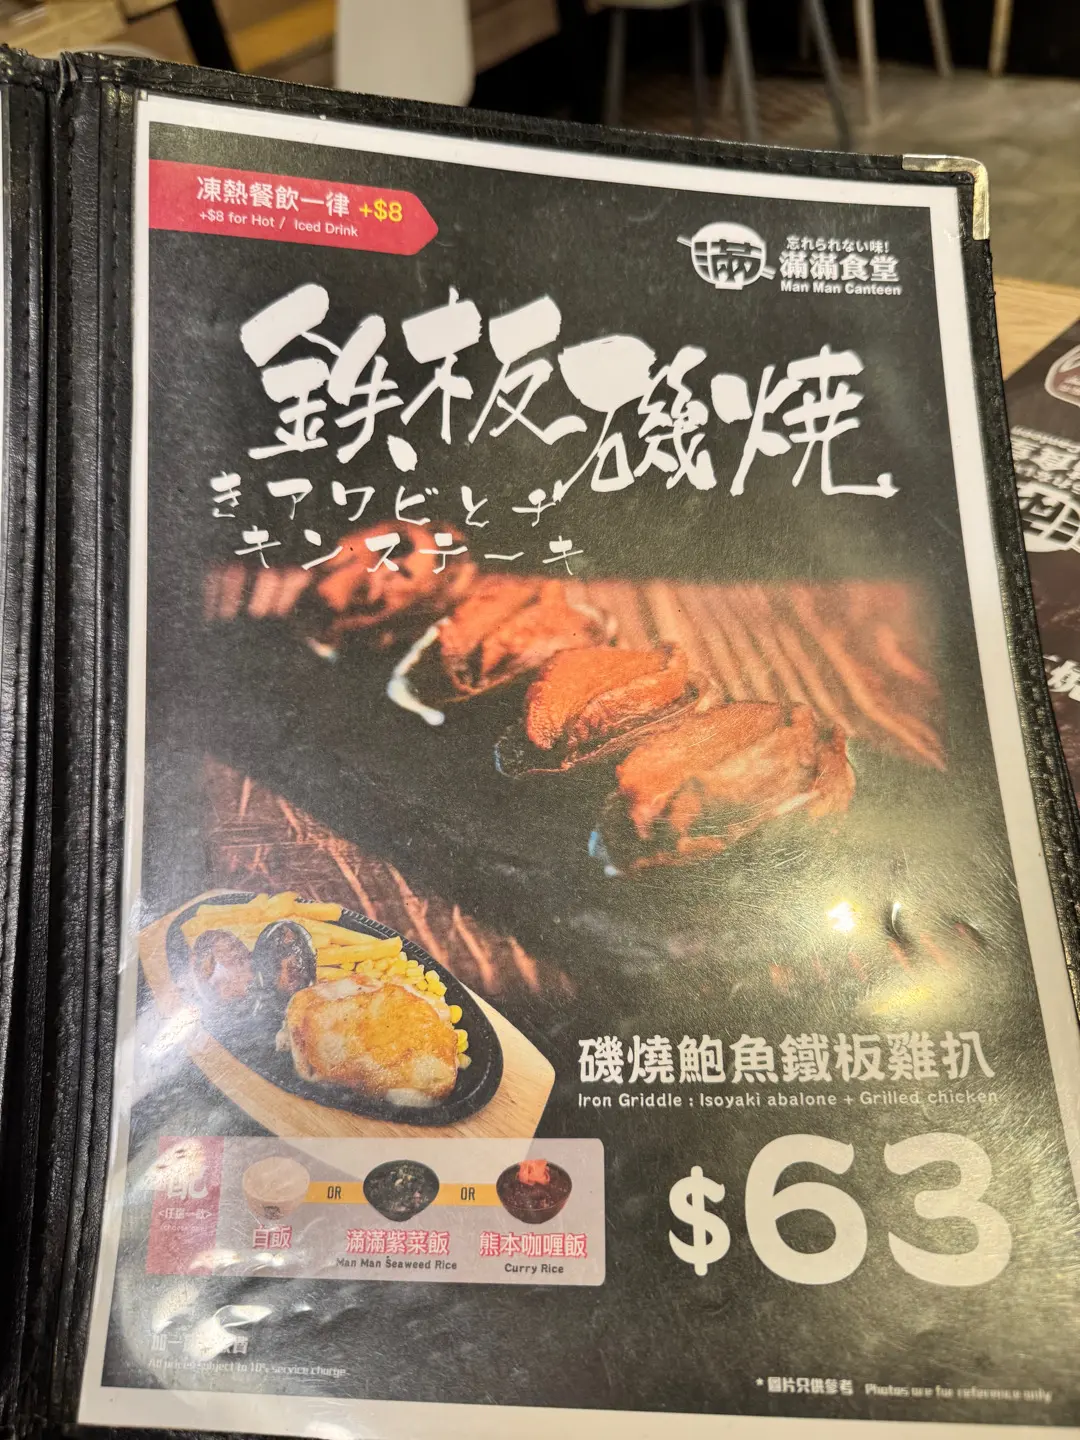 凍熱餐飲一律 +$8
+$8 for Hot / Iced Drink
忘れられない味!
滿滿食堂
Man Man Canteen
鉄板磯焼
きアワビとチ
キンステーキ
磯燒鮑魚鐵板雞扒
Iron Griddle : Isoyaki abalone + Grilled chicken
$63
配
<任選一款>
OR
OR
白飯
滿滿紫菜飯
熊本咖喱飯
Man Man Seaweed Rice
Curry Rice
All prices subject to 10% service charge
*圖片只供參考 Photos are for reference only